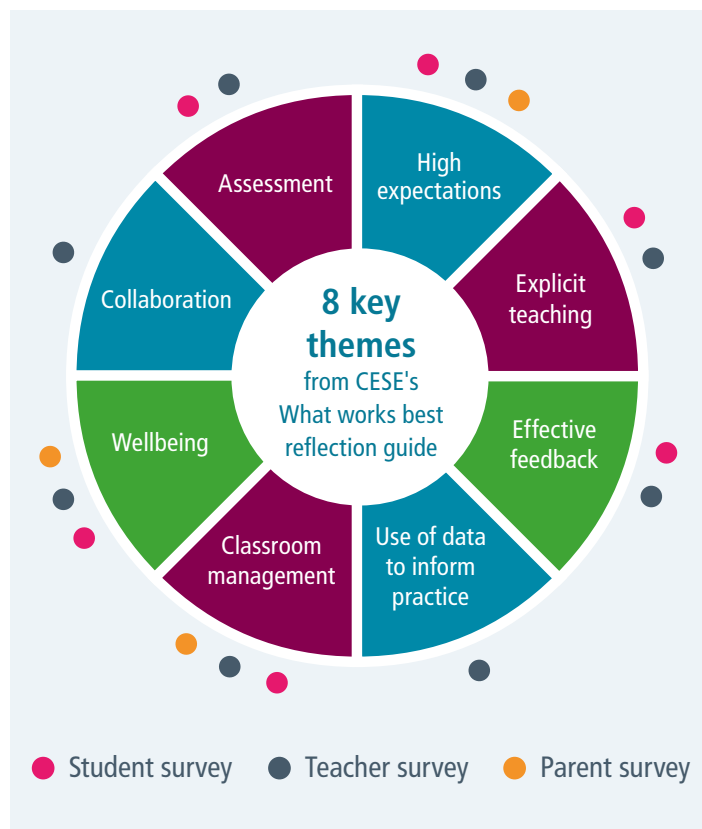 8 key
themes
from CESE's
What works best
reflection guide
High
expectations
Explicit
teaching
Effective
feedback
Use of data
to inform
practice
Classroom
management
Wellbeing
Collaboration
Assessment
Student survey
Teacher survey
Parent survey